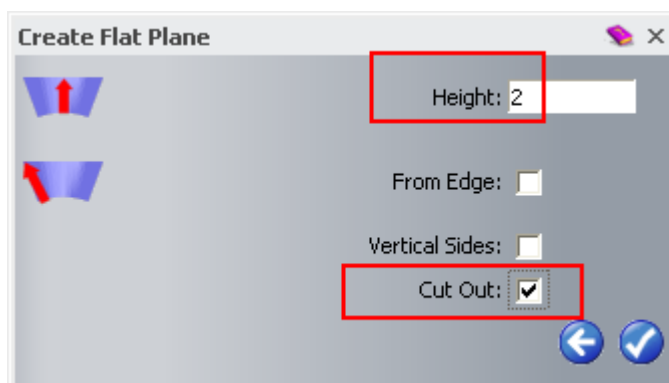 Create Flat Plane
Height: 2
From Edge:
Vertical Sides:
Cut Out: